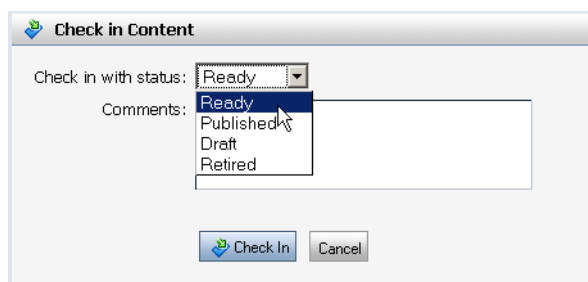 Check in Content
Check in with status: Ready
Comments: Ready
Published
Draft
Retired
Check In Cancel